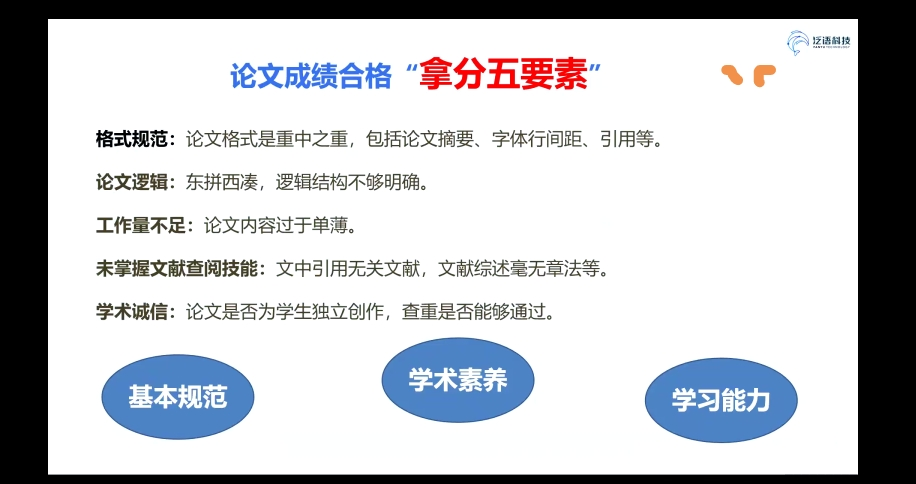 泛语科技
FANYU TECHNOLOGY
论文成绩合格“拿分五要素”
格式规范：论文格式是重中之重，包括论文摘要、字体行间距、引用等。
论文逻辑：东拼西凑，逻辑结构不够明确。
工作量不足：论文内容过于单薄。
未掌握文献查阅技能：文中引用无关文献，文献综述毫无章法等。
学术诚信：论文是否为学生独立创作，查重是否能够通过。
基本规范
学术素养
学习能力